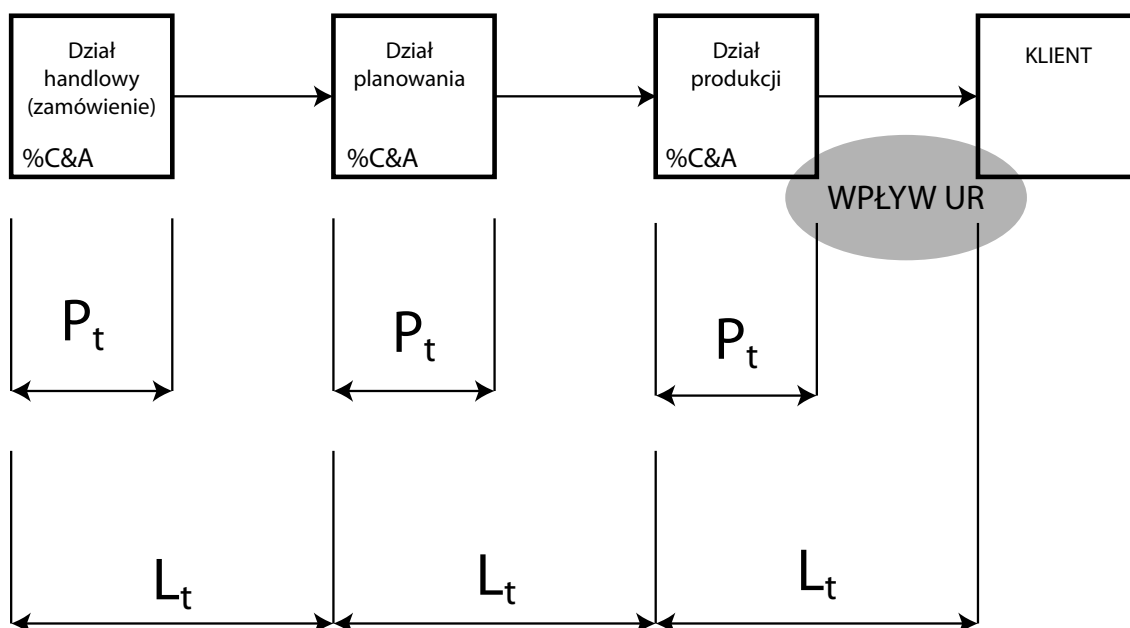 Dział
handlowy
(zamówienie)
%C&A
Dział
planowania
%C&A
Dział
produkcji
%C&A
KLIENT
WPŁYW UR
Pt
Pt
Pt
Lt
Lt
Lt